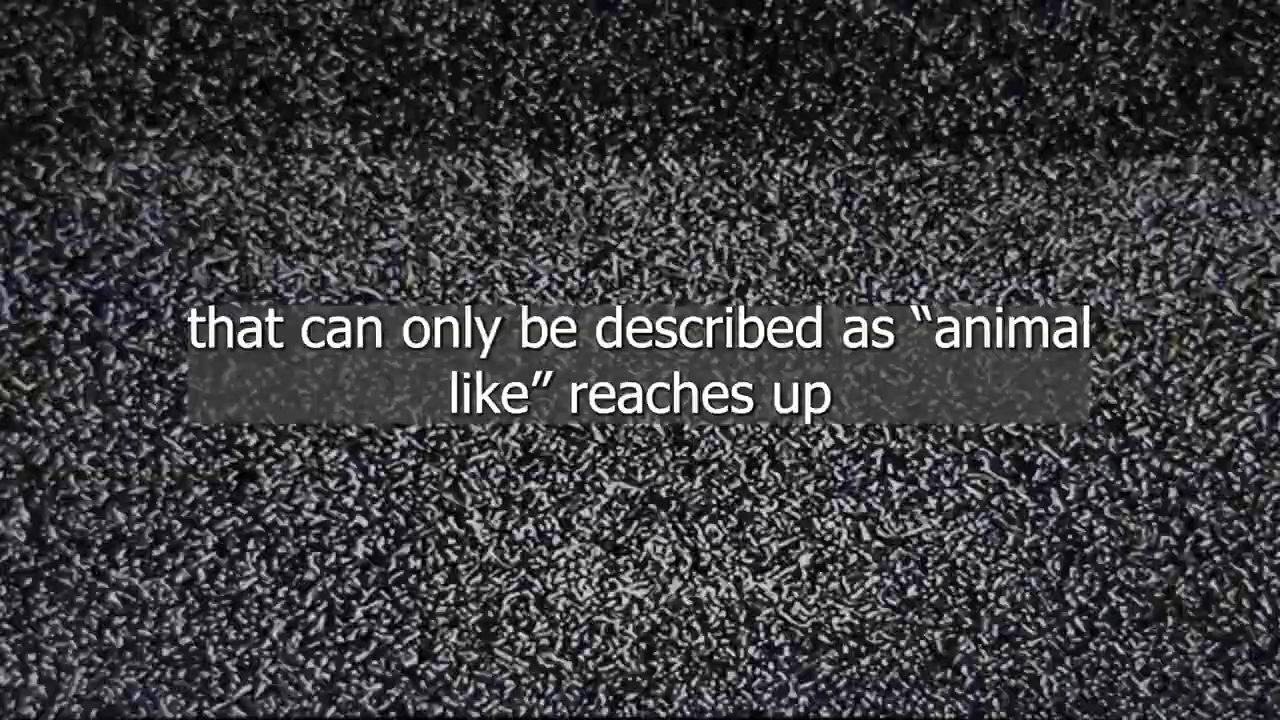 that can only be described as “animal
like” reaches up